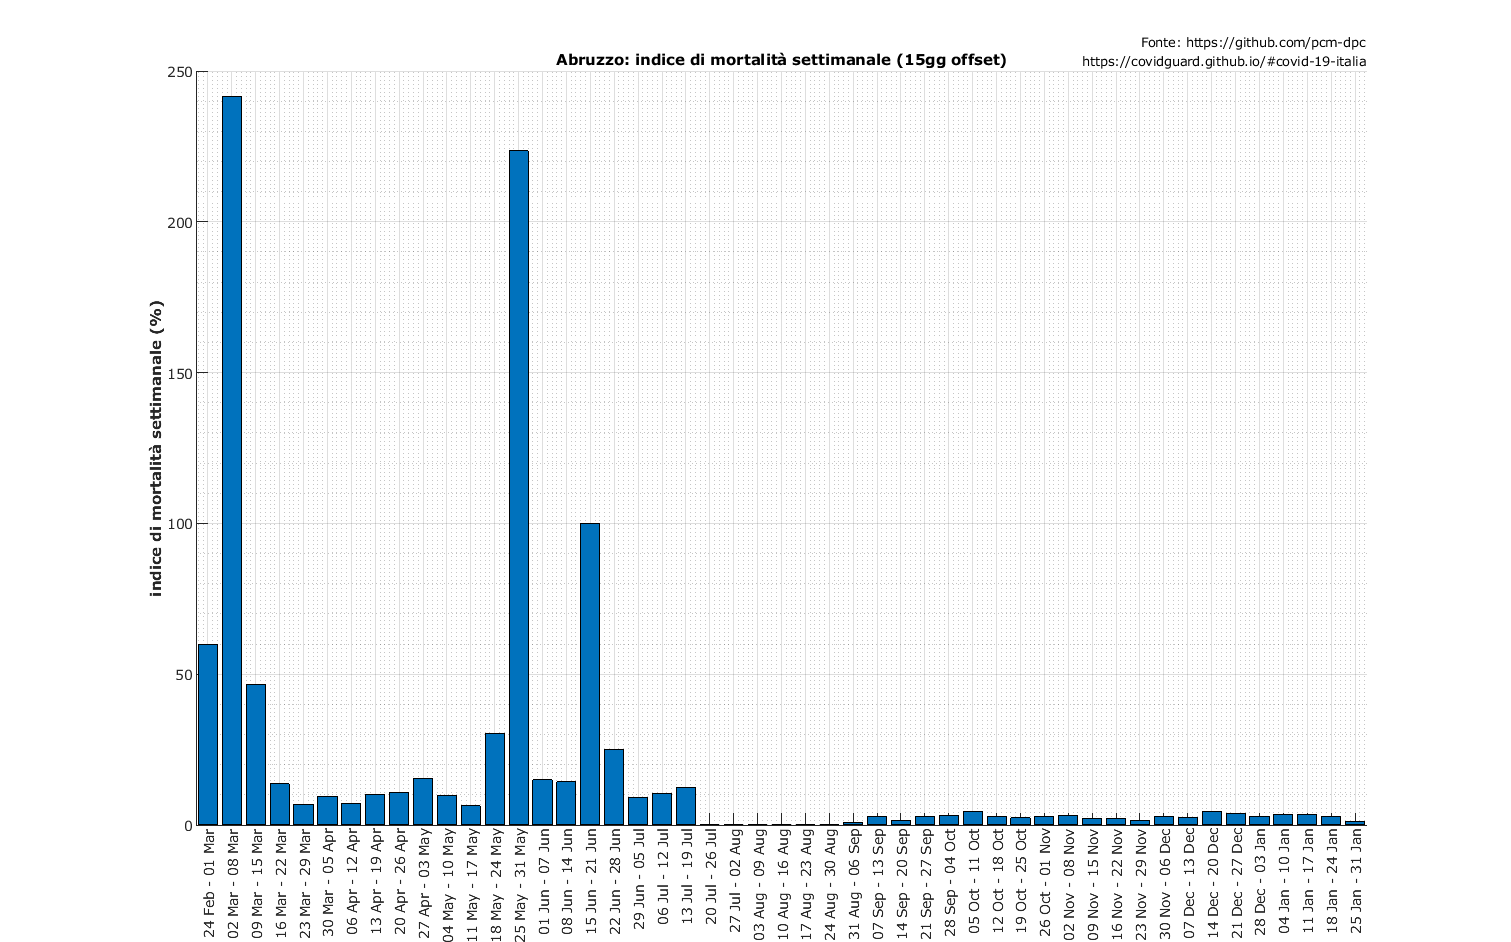 Fonte: https://github.com/pcm-dpc
https://covidguard.github.io/#covid-19-italia
Abruzzo: indice di mortalità settimanale (15gg offset)
indice di mortalità settimanale (%)
250
200
150
100
50
0
24 Feb - 01 Mar
02 Mar - 08 Mar
09 Mar - 15 Mar
16 Mar - 22 Mar
23 Mar - 29 Mar
30 Mar - 05 Apr
06 Apr - 12 Apr
13 Apr - 19 Apr
20 Apr - 26 Apr
27 Apr - 03 May
04 May - 10 May
11 May - 17 May
18 May - 24 May
25 May - 31 May
01 Jun - 07 Jun
08 Jun - 14 Jun
15 Jun - 21 Jun
22 Jun - 28 Jun
29 Jun - 05 Jul
06 Jul - 12 Jul
13 Jul - 19 Jul
20 Jul - 26 Jul
27 Jul - 02 Aug
03 Aug - 09 Aug
10 Aug - 16 Aug
17 Aug - 23 Aug
24 Aug - 30 Aug
31 Aug - 06 Sep
07 Sep - 13 Sep
14 Sep - 20 Sep
21 Sep - 27 Sep
28 Sep - 04 Oct
05 Oct - 11 Oct
12 Oct - 18 Oct
19 Oct - 25 Oct
26 Oct - 01 Nov
02 Nov - 08 Nov
09 Nov - 15 Nov
16 Nov - 22 Nov
23 Nov - 29 Nov
30 Nov - 06 Dec
07 Dec - 13 Dec
14 Dec - 20 Dec
21 Dec - 27 Dec
28 Dec - 03 Jan
04 Jan - 10 Jan
11 Jan - 17 Jan
18 Jan - 24 Jan
25 Jan - 31 Jan